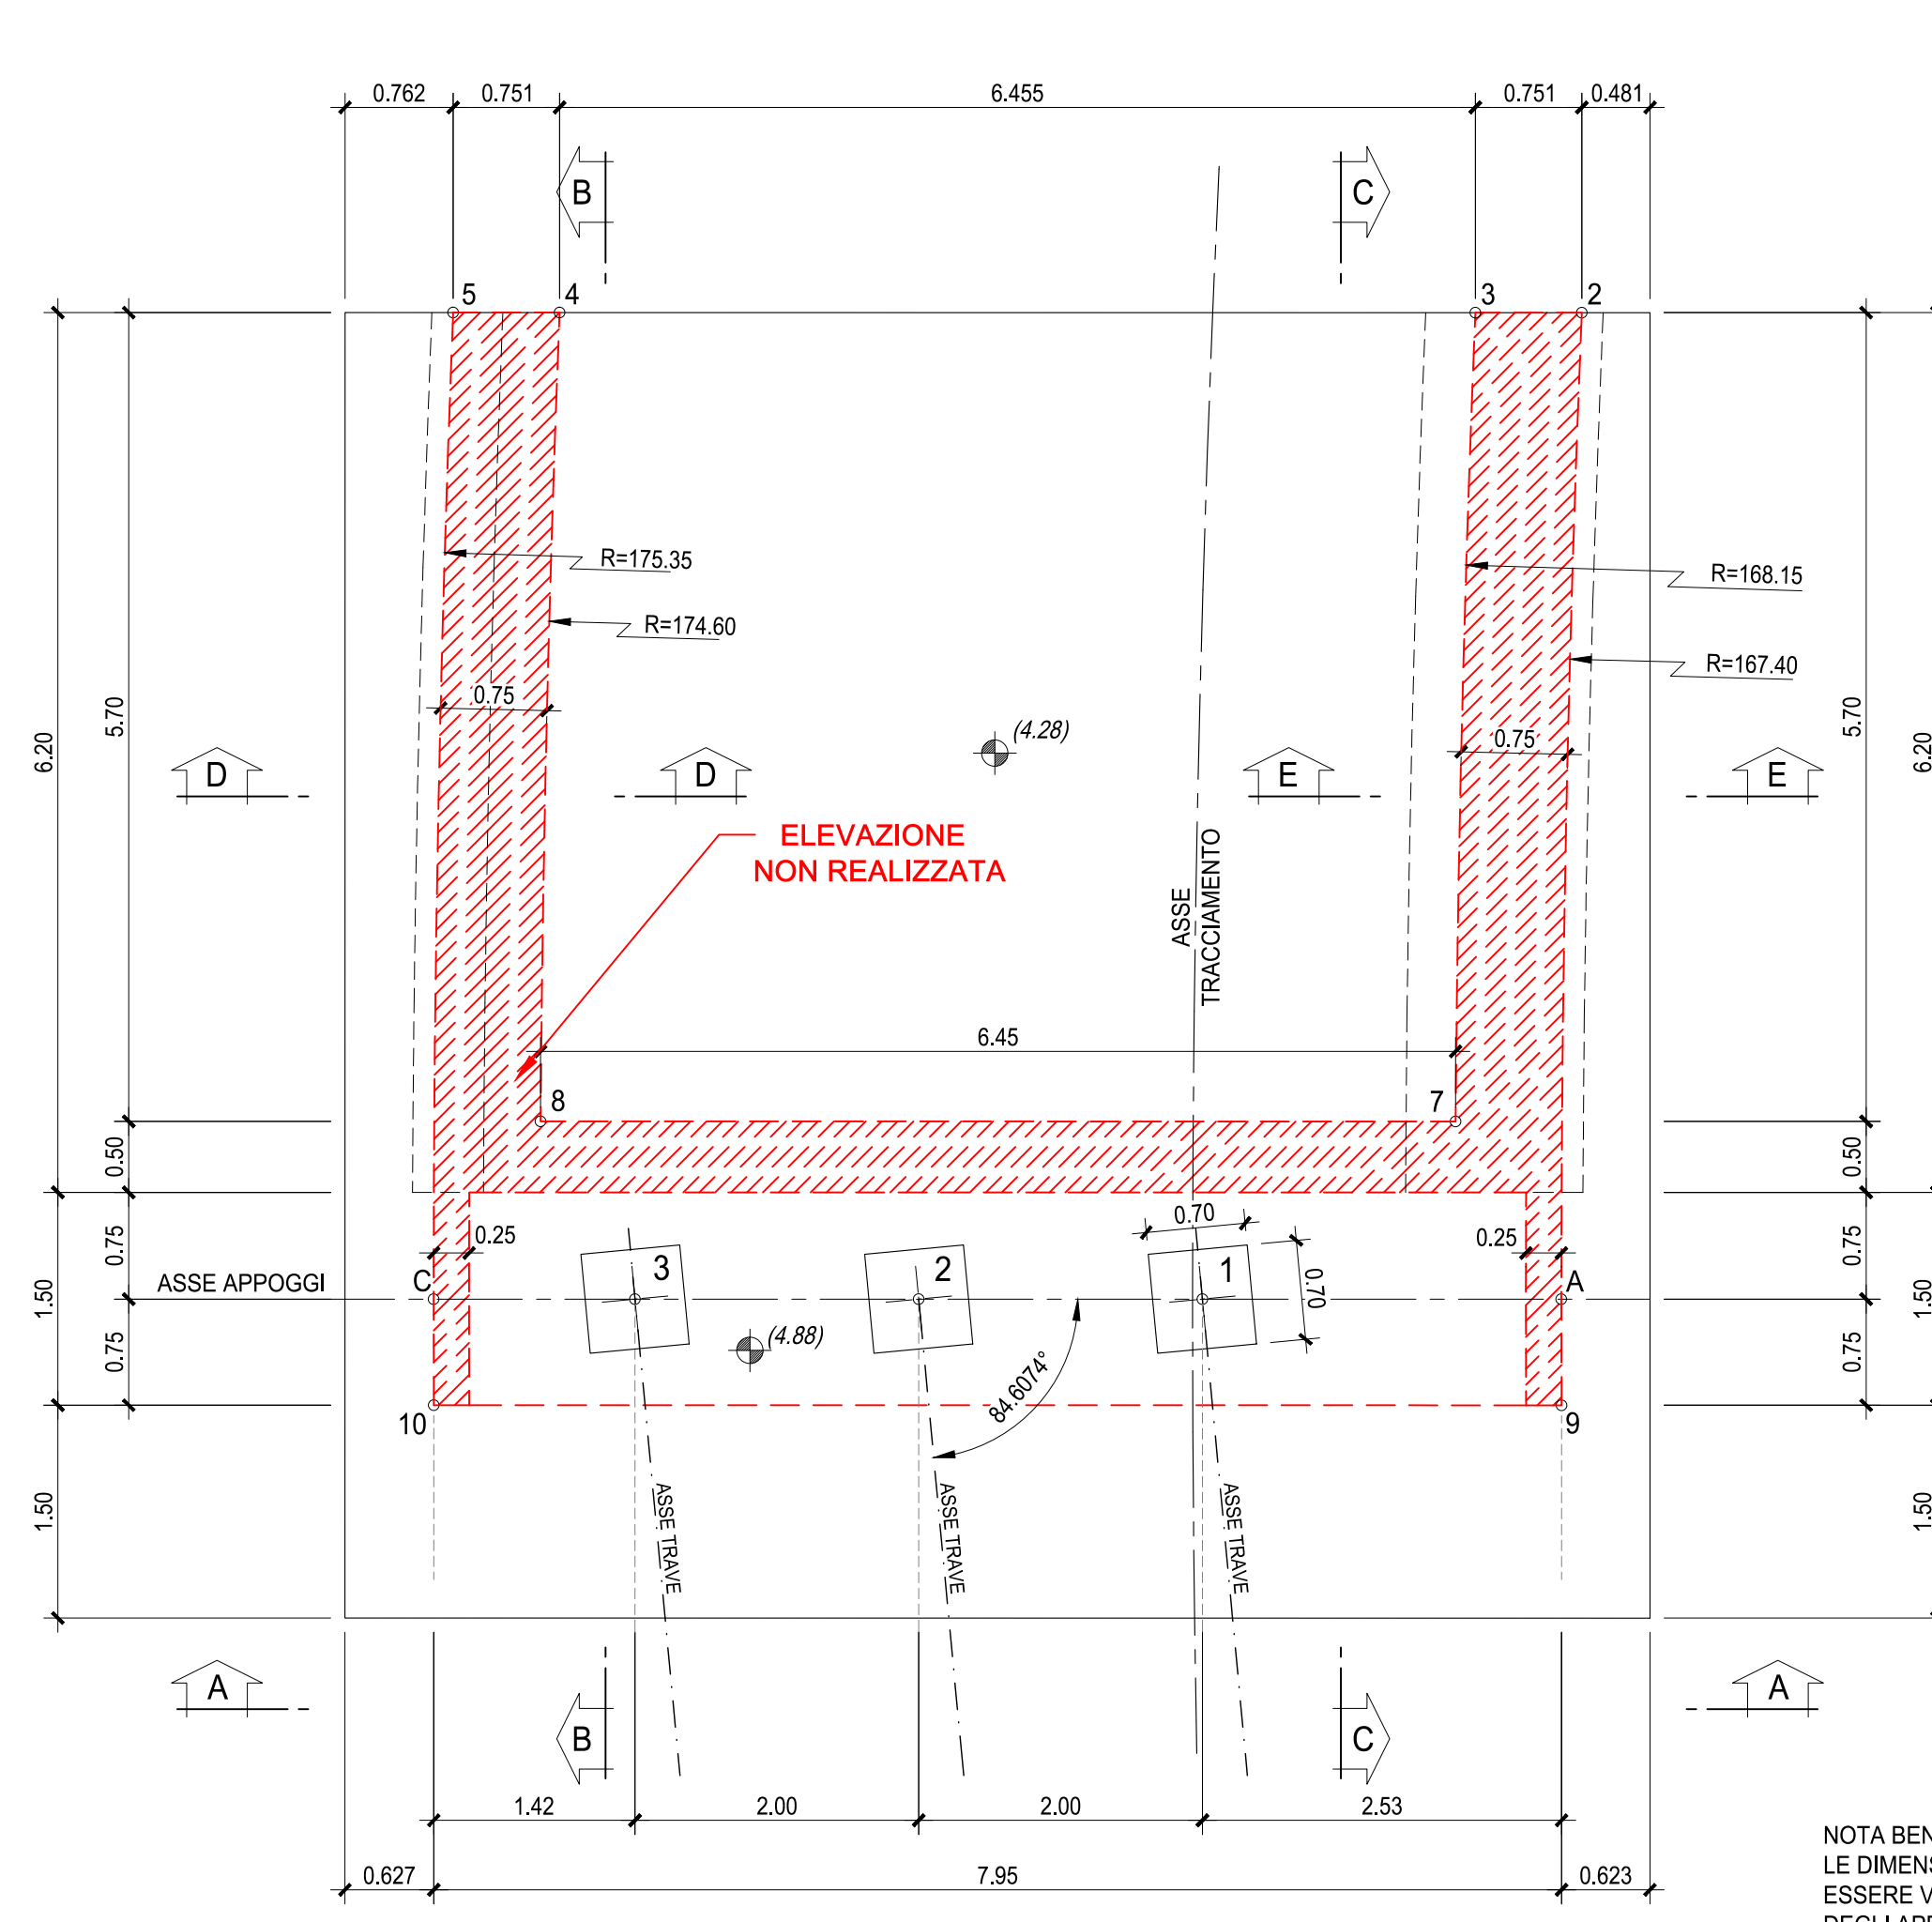 0.762 0.751 6.455 0.751 0.481
B C
5 4 3 2
R=175.35
R=168.15
R=174.60
R=167.40
0.75
0.75
5.70
6.20
5.70
6.20
(4.28)
D D E E
ELEVAZIONE
NON REALIZZATA
ASSE
TRACCIAMENTO
6.45
8 7
0.50
0.50
0.70
0.25
0.25
0.75
0.75
ASSE APPOGGI
C 3 2 1 A
0.70
1.50
1.50
(4.88)
0.75
0.75
84.6074°
10 9
1.50
1.50
ASSE TRAVE
ASSE TRAVE
ASSE TRAVE
A A
B C
1.42 2.00 2.00 2.53
0.627 7.95 0.623
NOTA BEN
LE DIMENS
ESSERE V